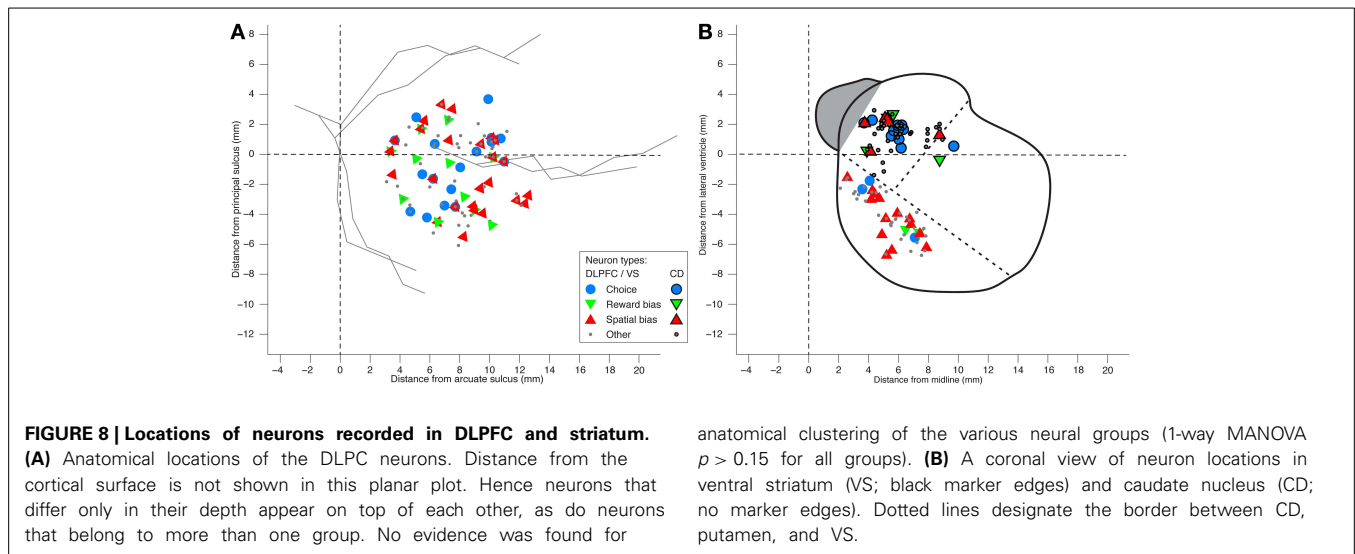 A
8
6
4
2
0
−2
−4
−6
−8
−10
−12
Distance from principal sulcus (mm)
−4 −2 0 2 4 6 8 10 12 14 16 18 20
Distance from arcuate sulcus (mm)
Neuron types:
DLPFC / VS CD
Choice
Reward bias
Spatial bias
Other
B
8
6
4
2
0
−2
−4
−6
−8
−10
−12
Distance from lateral ventricle (mm)
−4 −2 0 2 4 6 8 10 12 14 16 18 20
Distance from midline (mm)
FIGURE 8 | Locations of neurons recorded in DLPFC and striatum.
(A) Anatomical locations of the DLPC neurons. Distance from the
cortical surface is not shown in this planar plot. Hence neurons that
differ only in their depth appear on top of each other, as do neurons
that belong to more than one group. No evidence was found for
anatomical clustering of the various neural groups (1-way MANOVA
p > 0.15 for all groups). (B) A coronal view of neuron locations in
ventral striatum (VS; black marker edges) and caudate nucleus (CD;
no marker edges). Dotted lines designate the border between CD,
putamen, and VS.